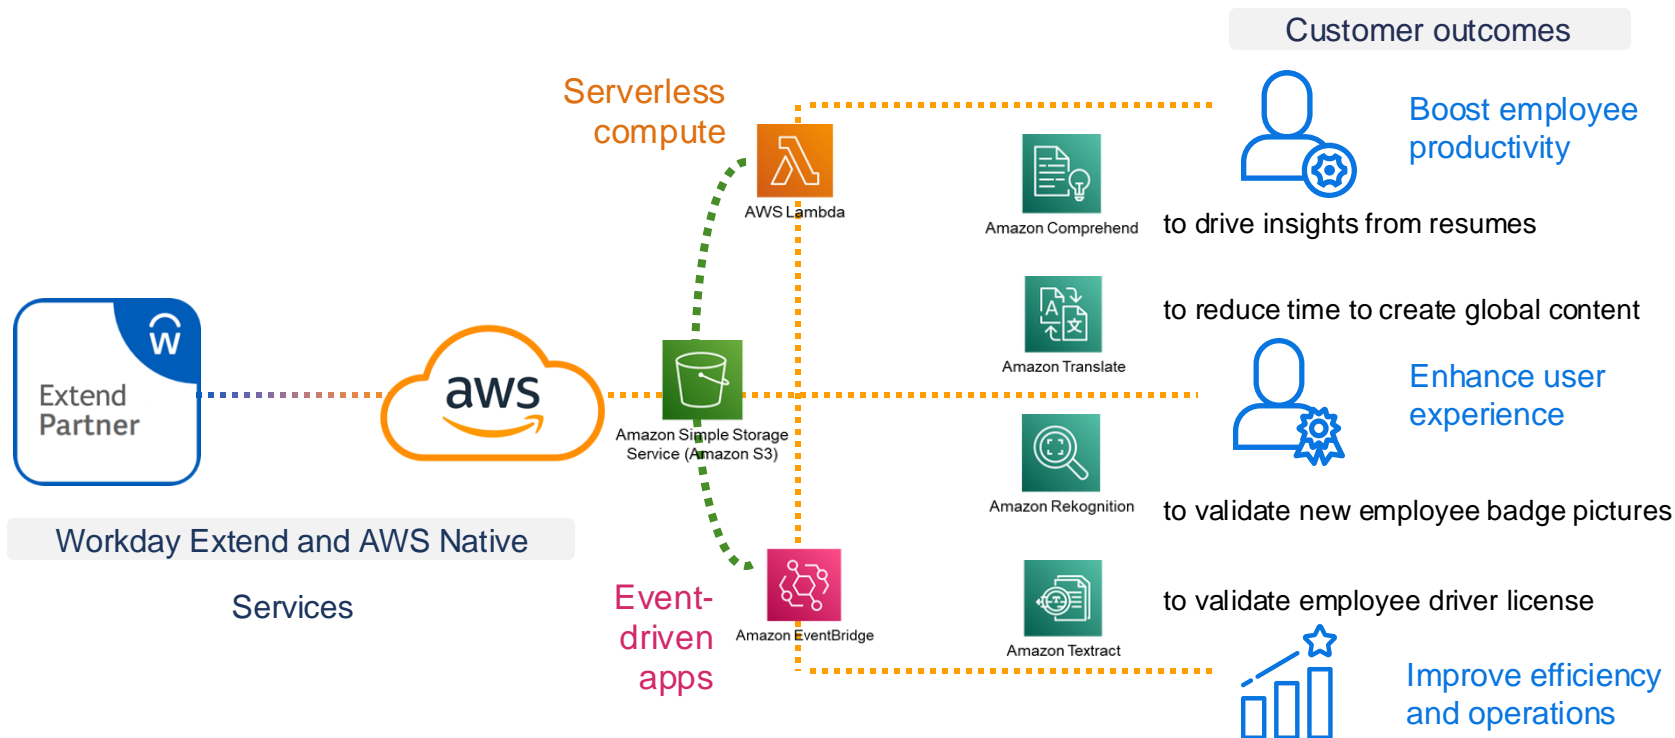 Customer outcomes
Serverless
compute
Boost employee
productivity
AWS Lambda
Amazon Comprehend
to drive insights from resumes
A
文
Amazon Translate
to reduce time to create global content
W
Extend
Partner
aws
Amazon Simple Storage
Service (Amazon S3)
Enhance user
experience
Amazon Rekognition
to validate new employee badge pictures
Workday Extend and AWS Native
Services
Event-
driven
apps
Amazon EventBridge
T
Amazon Textract
to validate employee driver license
Improve efficiency
and operations